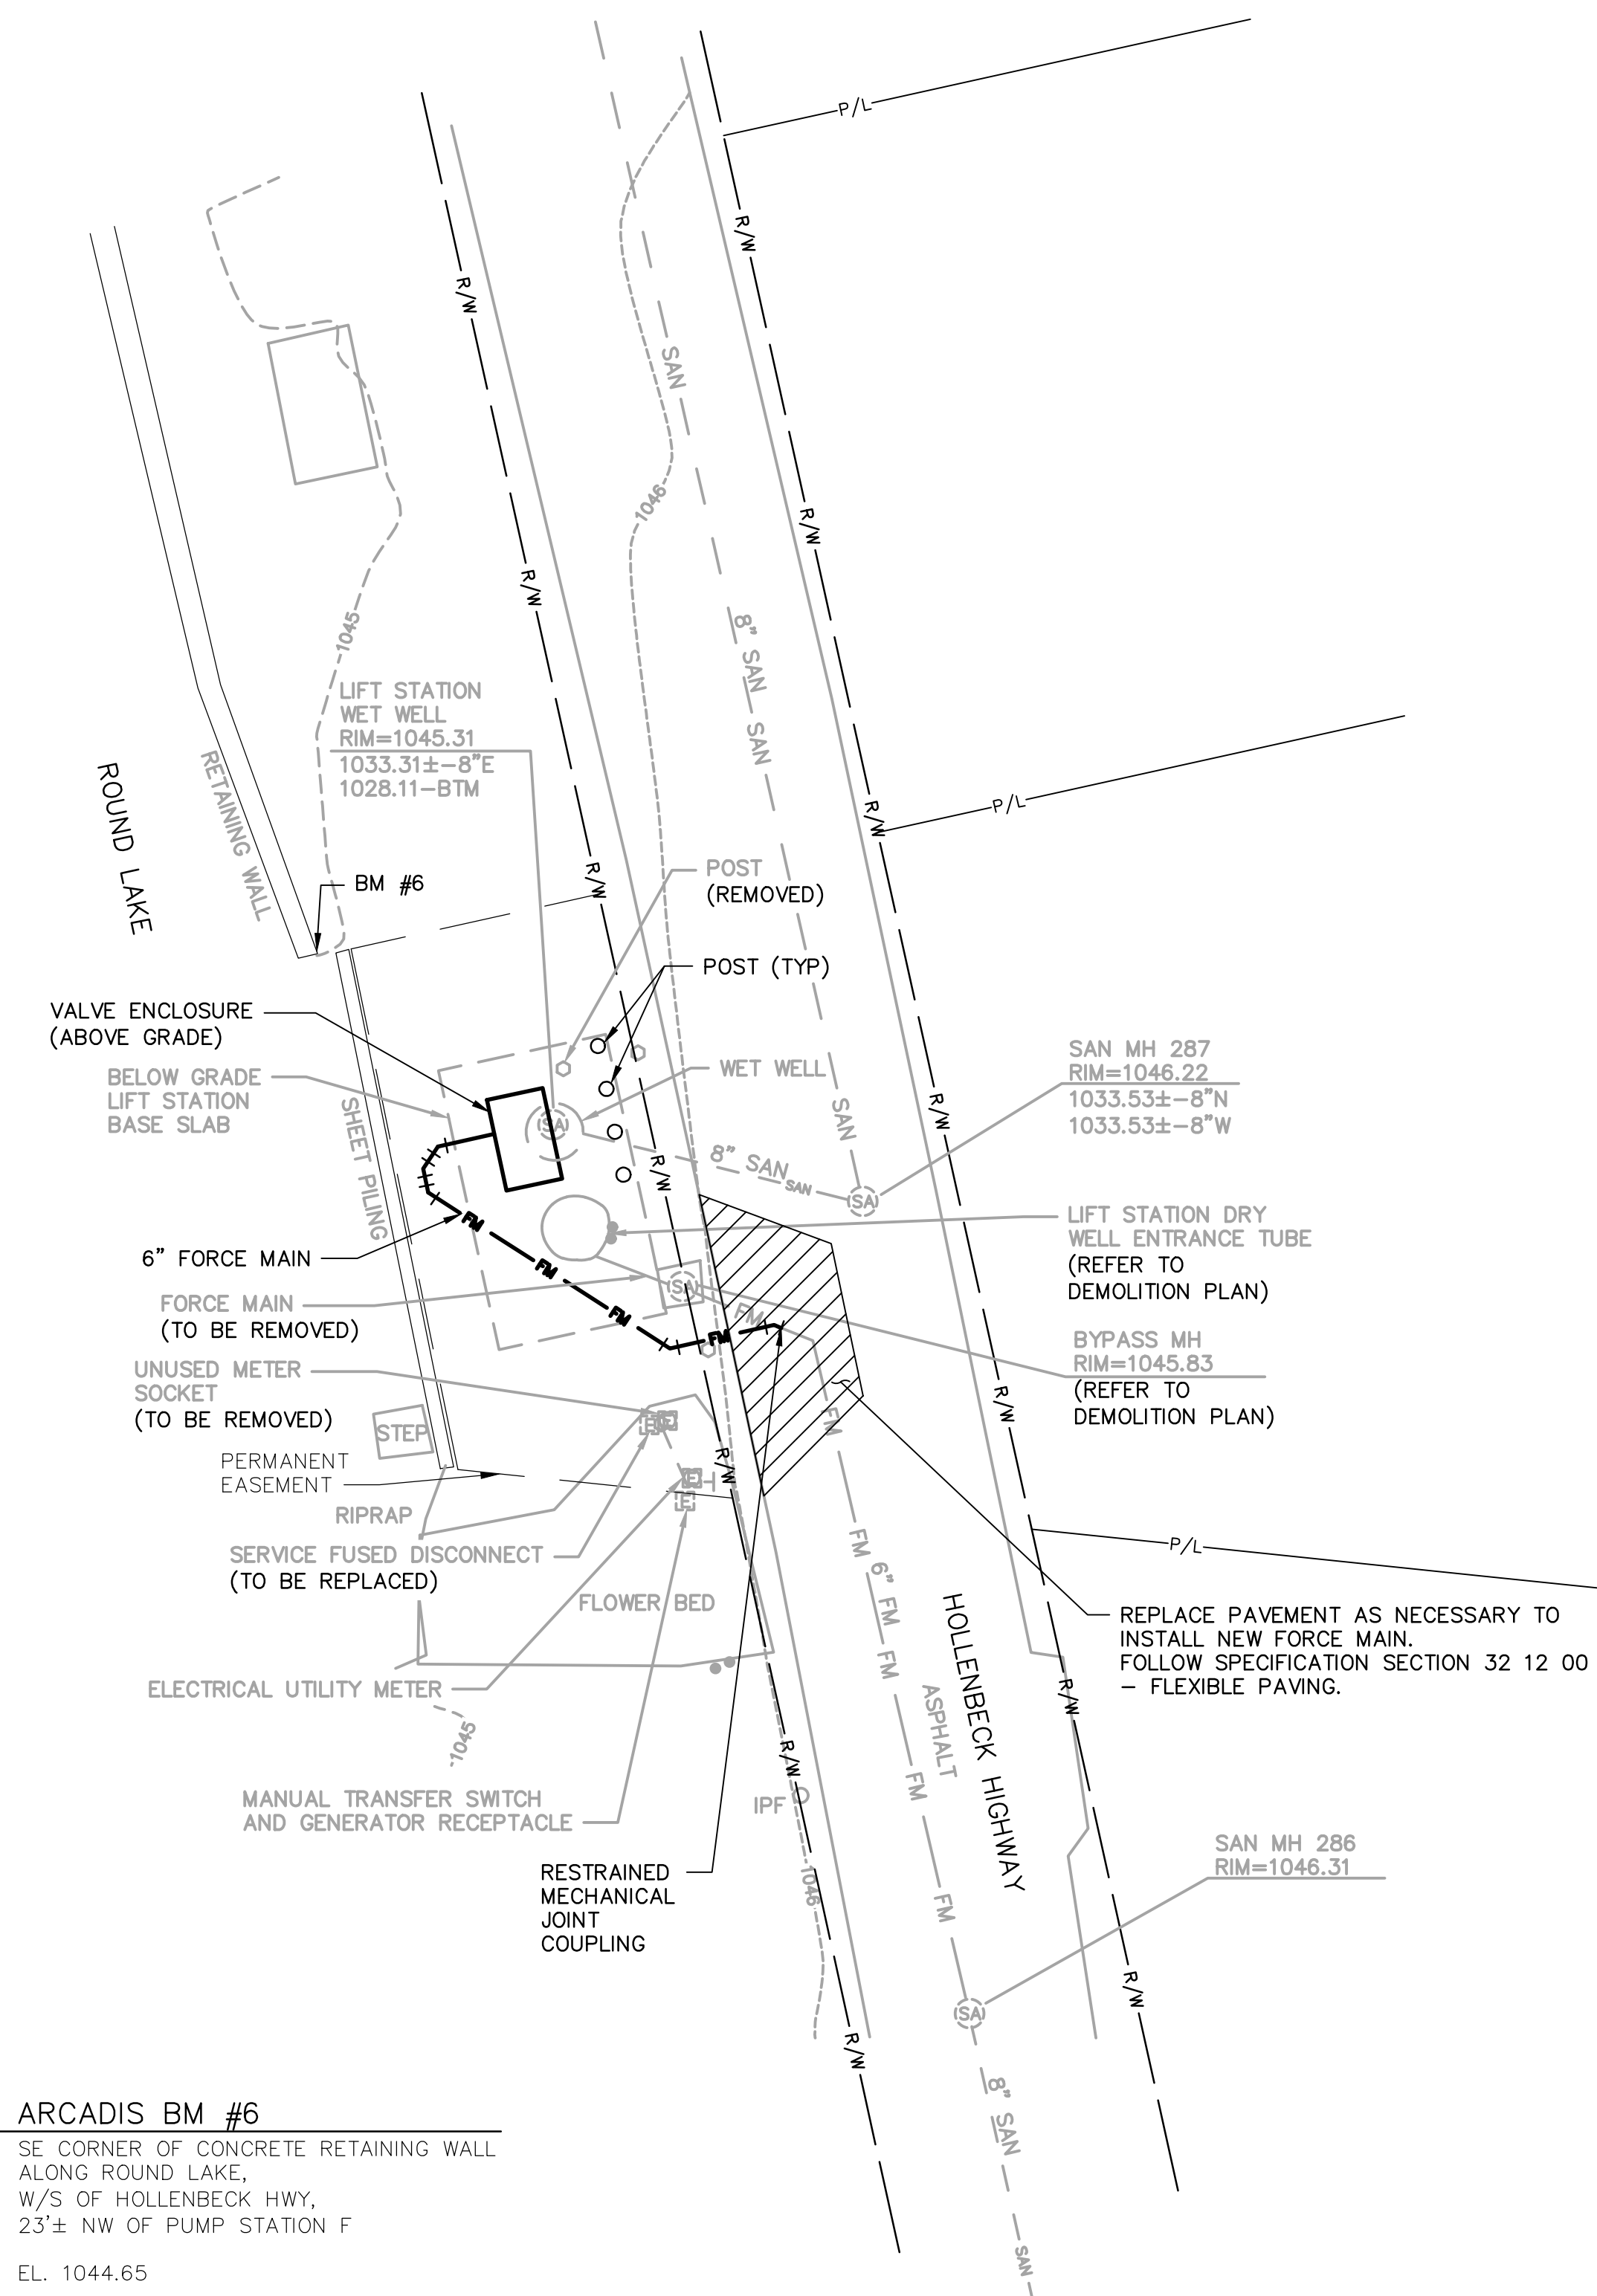 P/L
R/W
R/W
SAN
1046
R/W
R/W
1045
8" SAN
LIFT STATION
WET WELL
RIM=1045.31
1033.31±-8"E
1028.11-BTM
SAN
ROUND LAKE
RETAINING WALL
P/L
R/W
R/W
BM #6
POST
(REMOVED)
POST (TYP)
VALVE ENCLOSURE
(ABOVE GRADE)
BELOW GRADE
LIFT STATION
BASE SLAB
SHEET PILING
WET WELL
SA
SAN
R/W
SAN MH 287
RIM=1046.22
1033.53±-8"N
1033.53±-8"W
8" SAN
SAN
R/W
SA
LIFT STATION DRY
WELL ENTRANCE TUBE
(REFER TO
DEMOLITION PLAN)
FM
6" FORCE MAIN
FM
SA
FORCE MAIN
(TO BE REMOVED)
FM
FM
FM
BYPASS MH
RIM=1045.83
(REFER TO
DEMOLITION PLAN)
UNUSED METER
SOCKET
(TO BE REMOVED)
STEP
E
E
FM
R/W
R/W
PERMANENT
EASEMENT
E
E
RIPRAP
SERVICE FUSED DISCONNECT
(TO BE REPLACED)
FM
P/L
6" FM
FLOWER BED
FM
HOLLENBECK HIGHWAY
REPLACE PAVEMENT AS NECESSARY TO
INSTALL NEW FORCE MAIN.
FOLLOW SPECIFICATION SECTION 32 12 00
- FLEXIBLE PAVING.
ELECTRICAL UTILITY METER
FM
ASPHALT
R/W
1045
R/W
MANUAL TRANSFER SWITCH
AND GENERATOR RECEPTACLE
IPF
FM
RESTRAINED
MECHANICAL
JOINT
COUPLING
1046
FM
SAN MH 286
RIM=1046.31
R/W
SA
R/W
8" SAN
SAN
ARCADIS BM #6
SE CORNER OF CONCRETE RETAINING WALL
ALONG ROUND LAKE,
W/S OF HOLLENBECK HWY,
23'± NW OF PUMP STATION F
EL. 1044.65